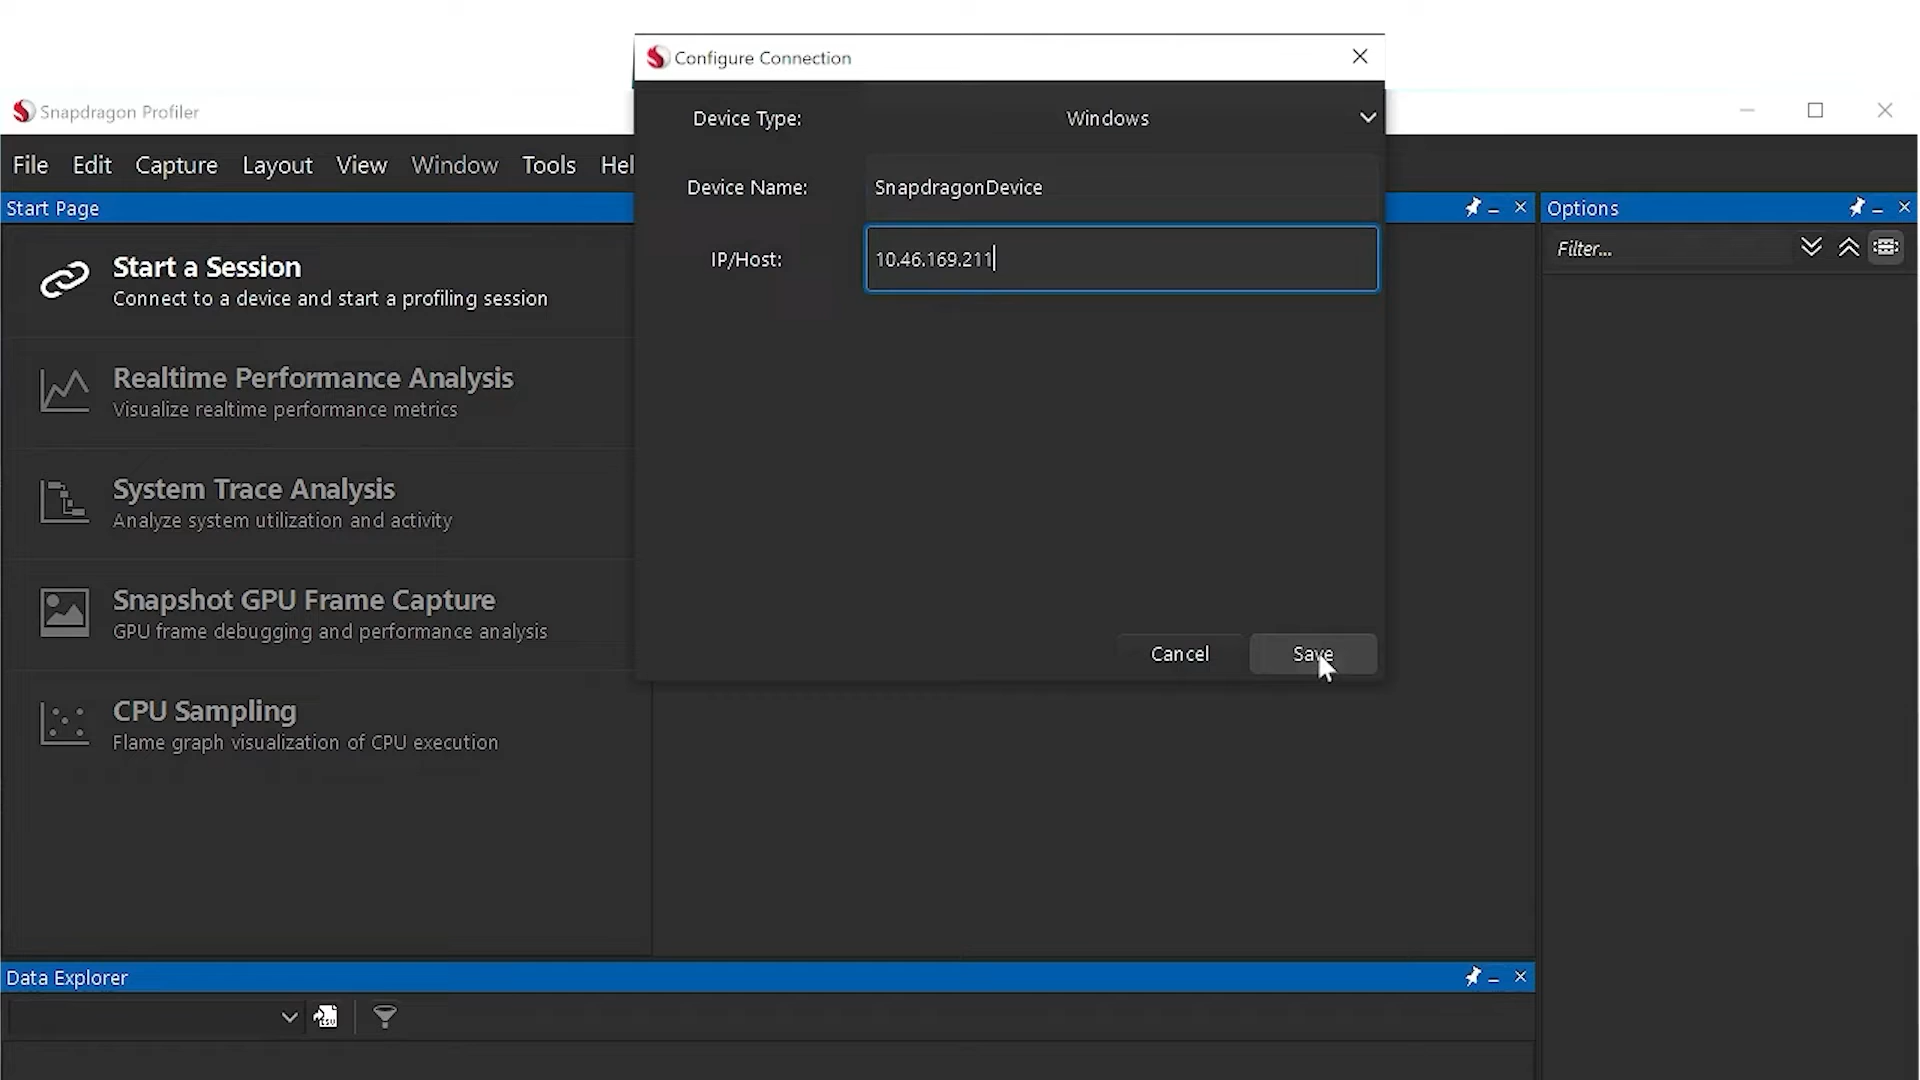 Configure Connection
Snapdragon Profiler
Device Type: Windows
File Edit Capture Layout View Window Tools Hel
Device Name: SnapdragonDevice
Start Page
Options
IP/Host: 10.46.169.211
Filter...
Start a Session
Connect to a device and start a profiling session
Realtime Performance Analysis
Visualize realtime performance metrics
System Trace Analysis
Analyze system utilization and activity
Snapshot GPU Frame Capture
GPU frame debugging and performance analysis
Cancel Save
CPU Sampling
Flame graph visualization of CPU execution
Data Explorer
CSV